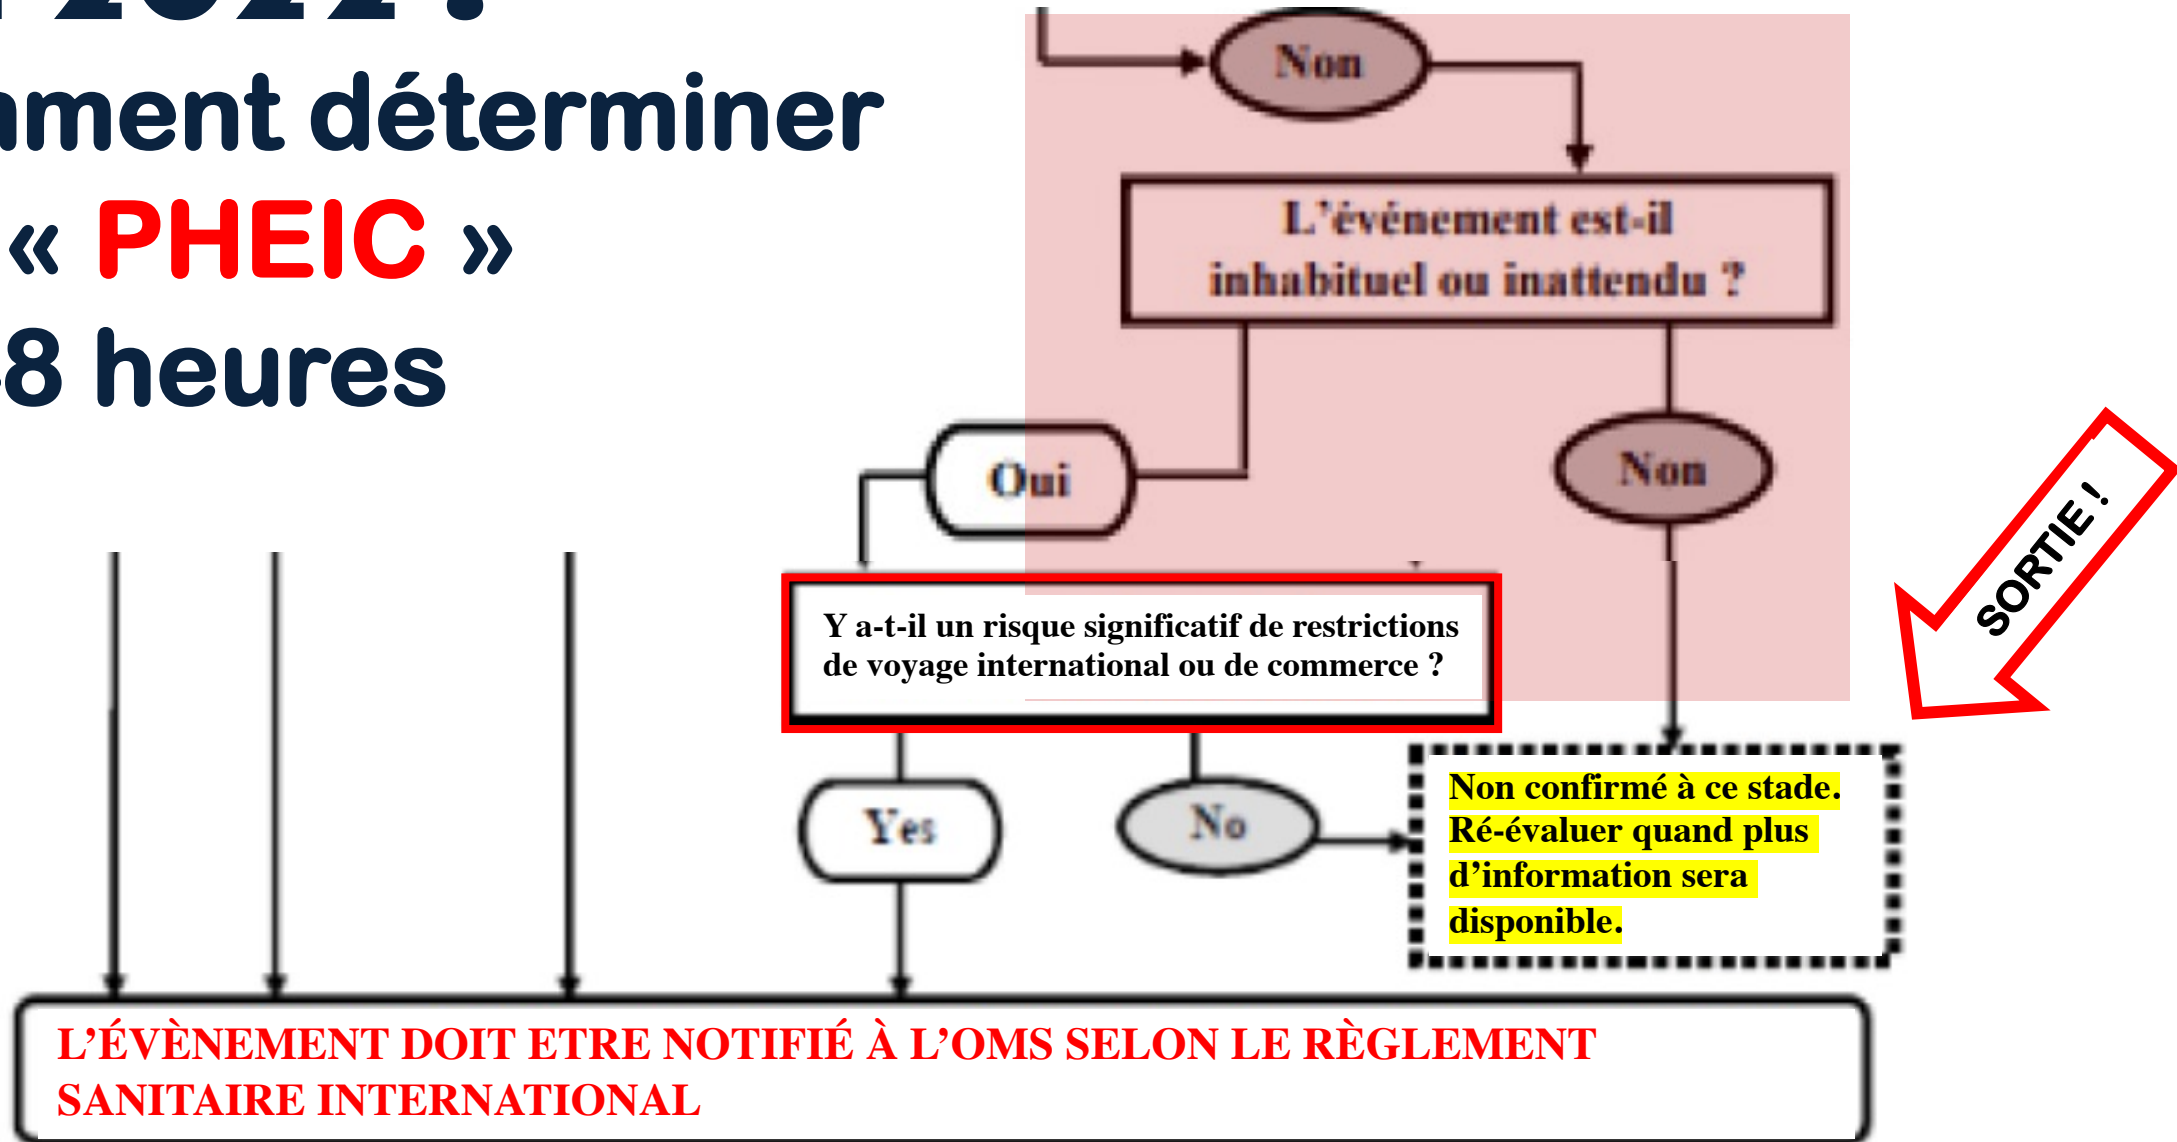 2022 :
déterminer
« PHEIC »
8 heures
Non
L’événement est-il
inhabituel ou inattendu ?
Oui
Non
SORTIE !
Y a-t-il un risque significatif de restrictions
de voyage international ou de commerce ?
Yes
No
Non confirmé à ce stade.
Ré-évaluer quand plus
d’information sera
disponible.
L’ÉVÈNEMENT DOIT ETRE NOTIFIÉ À L’OMS SELON LE RÈGLEMENT
SANITAIRE INTERNATIONAL